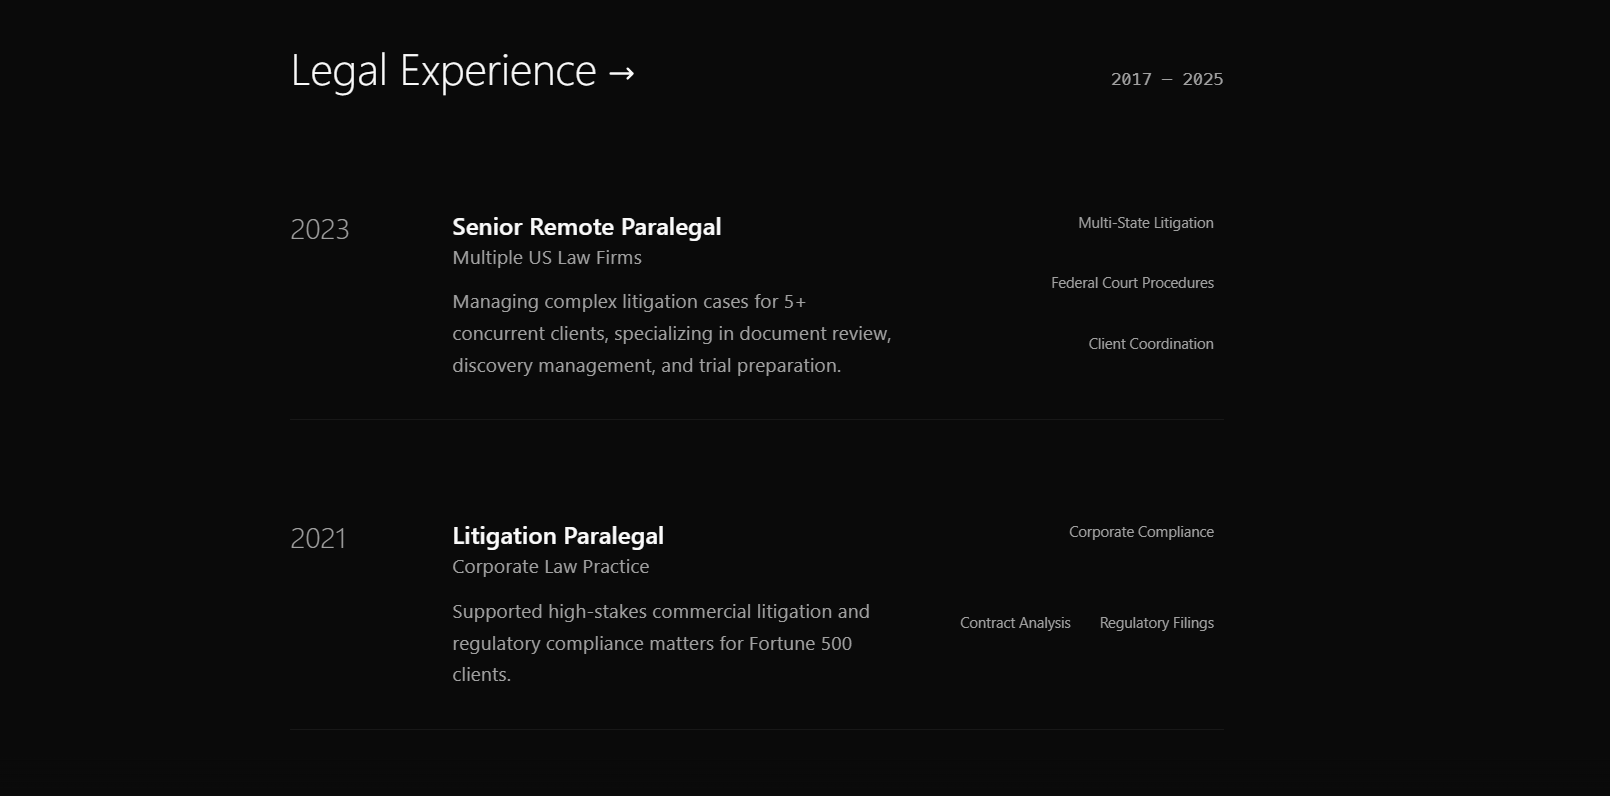 Legal Experience →
2017 — 2025
2023
Senior Remote Paralegal
Multiple US Law Firms
Managing complex litigation cases for 5+
concurrent clients, specializing in document review,
discovery management, and trial preparation.
Multi-State Litigation
Federal Court Procedures
Client Coordination
2021
Litigation Paralegal
Corporate Law Practice
Supported high-stakes commercial litigation and
regulatory compliance matters for Fortune 500
clients.
Corporate Compliance
Contract Analysis Regulatory Filings